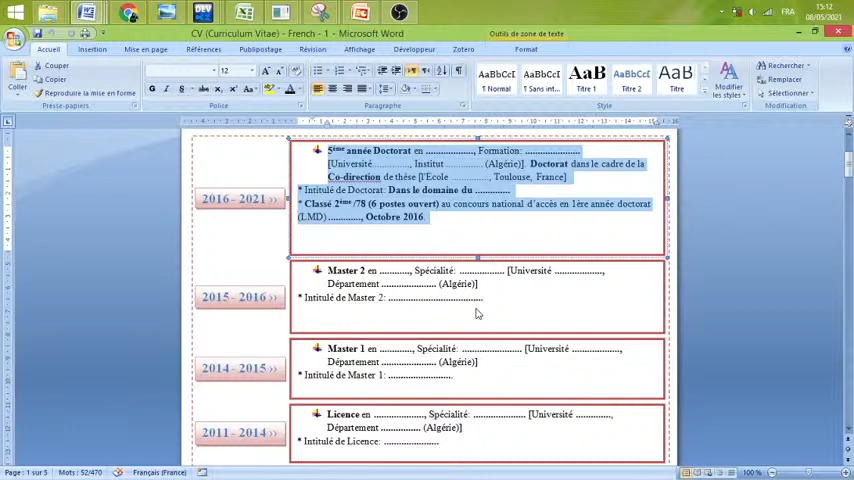 15:12
FRA
08/05/2021
CV (Curriculum Vitae) - French - 1 - Microsoft Word
Outils de zone de texte
Accueil Insertion Mise en page Références Publipostage Révision Affichage Développeur Zotero Format
Coller
Couper
Copier
Reproduire la mise en forme
Presse-papiers
12
G I S
Police
Paragraphe
AaBbCcI AaBbCcI AaB AaBbCcI AaB
¶ Normal ¶ Sans int... Titre 1 Titre 2 Titre
Modifier les styles
Style
Rechercher
Remplacer
Sélectionner
Modification
2016 - 2021 ››
5ème année Doctorat en .................., Formation: .....................
[Université.............., Institut .............. (Algérie)]. Doctorat dans le cadre de la
Co-direction de thèse [l'École .............., Toulouse, France]
* Intitulé de Doctorat: Dans le domaine du .............
* Classé 2ème /78 (6 postes ouvert) au concours national d'accès en 1ère année doctorat
(LMD) ............., Octobre 2016.
2015 - 2016 ››
Master 2 en ............, Spécialité: ................. [Université ..................,
Département ..................... (Algérie)]
* Intitulé de Master 2: ....................................
2014 - 2015 ››
Master 1 en ............, Spécialité: ....................... [Université ..................,
Département ..................... (Algérie)]
* Intitulé de Master 1: .........................
2011 - 2014 ››
Licence en ..................., Spécialité: .................... [Université .............,
Département ................ (Algérie)]
* Intitulé de Licence: .....................
Page : 1 sur 5 Mots : 52/470 Français (France) 100 %